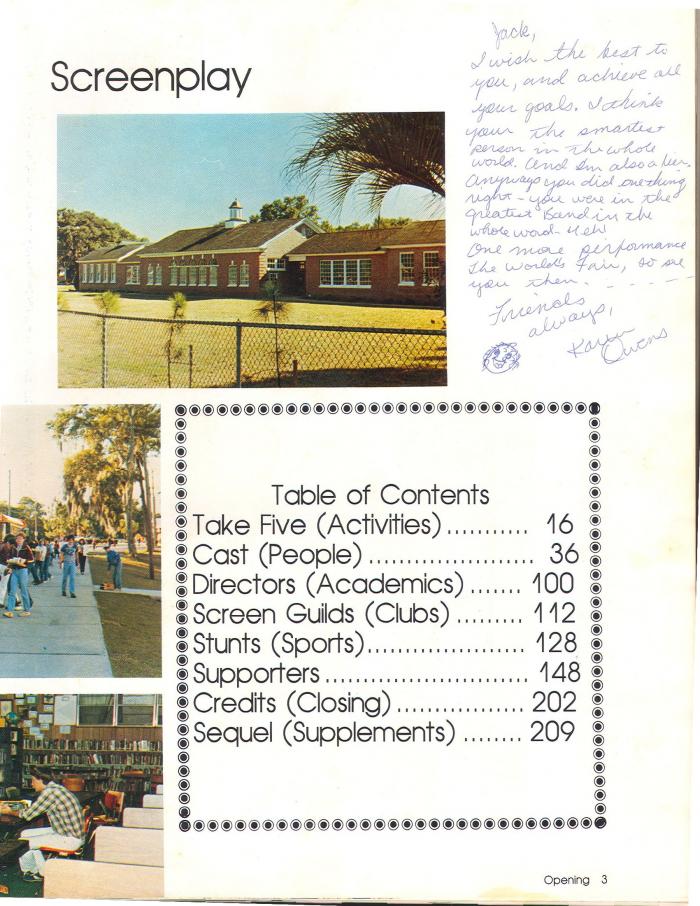 Screenplay
Jack,
I wish the best to
you, and achieve all
your goals. I think
your the smartest
person in the whole
world. And I'm also a
Anyways you did one thing
right - you were in the
greatest Band in the
whole word -
One more performance
The World's Fair, so see
you then. - - - - -
Friends
always,
Karen
Owens
Table of Contents
Take Five (Activities) ........... 16
Cast (People) ...................... 36
Directors (Academics) ....... 100
Screen Guilds (Clubs) ......... 112
Stunts (Sports)..................... 128
Supporters ........................... 148
Credits (Closing) ................. 202
Sequel (Supplements) ........ 209
Opening 3